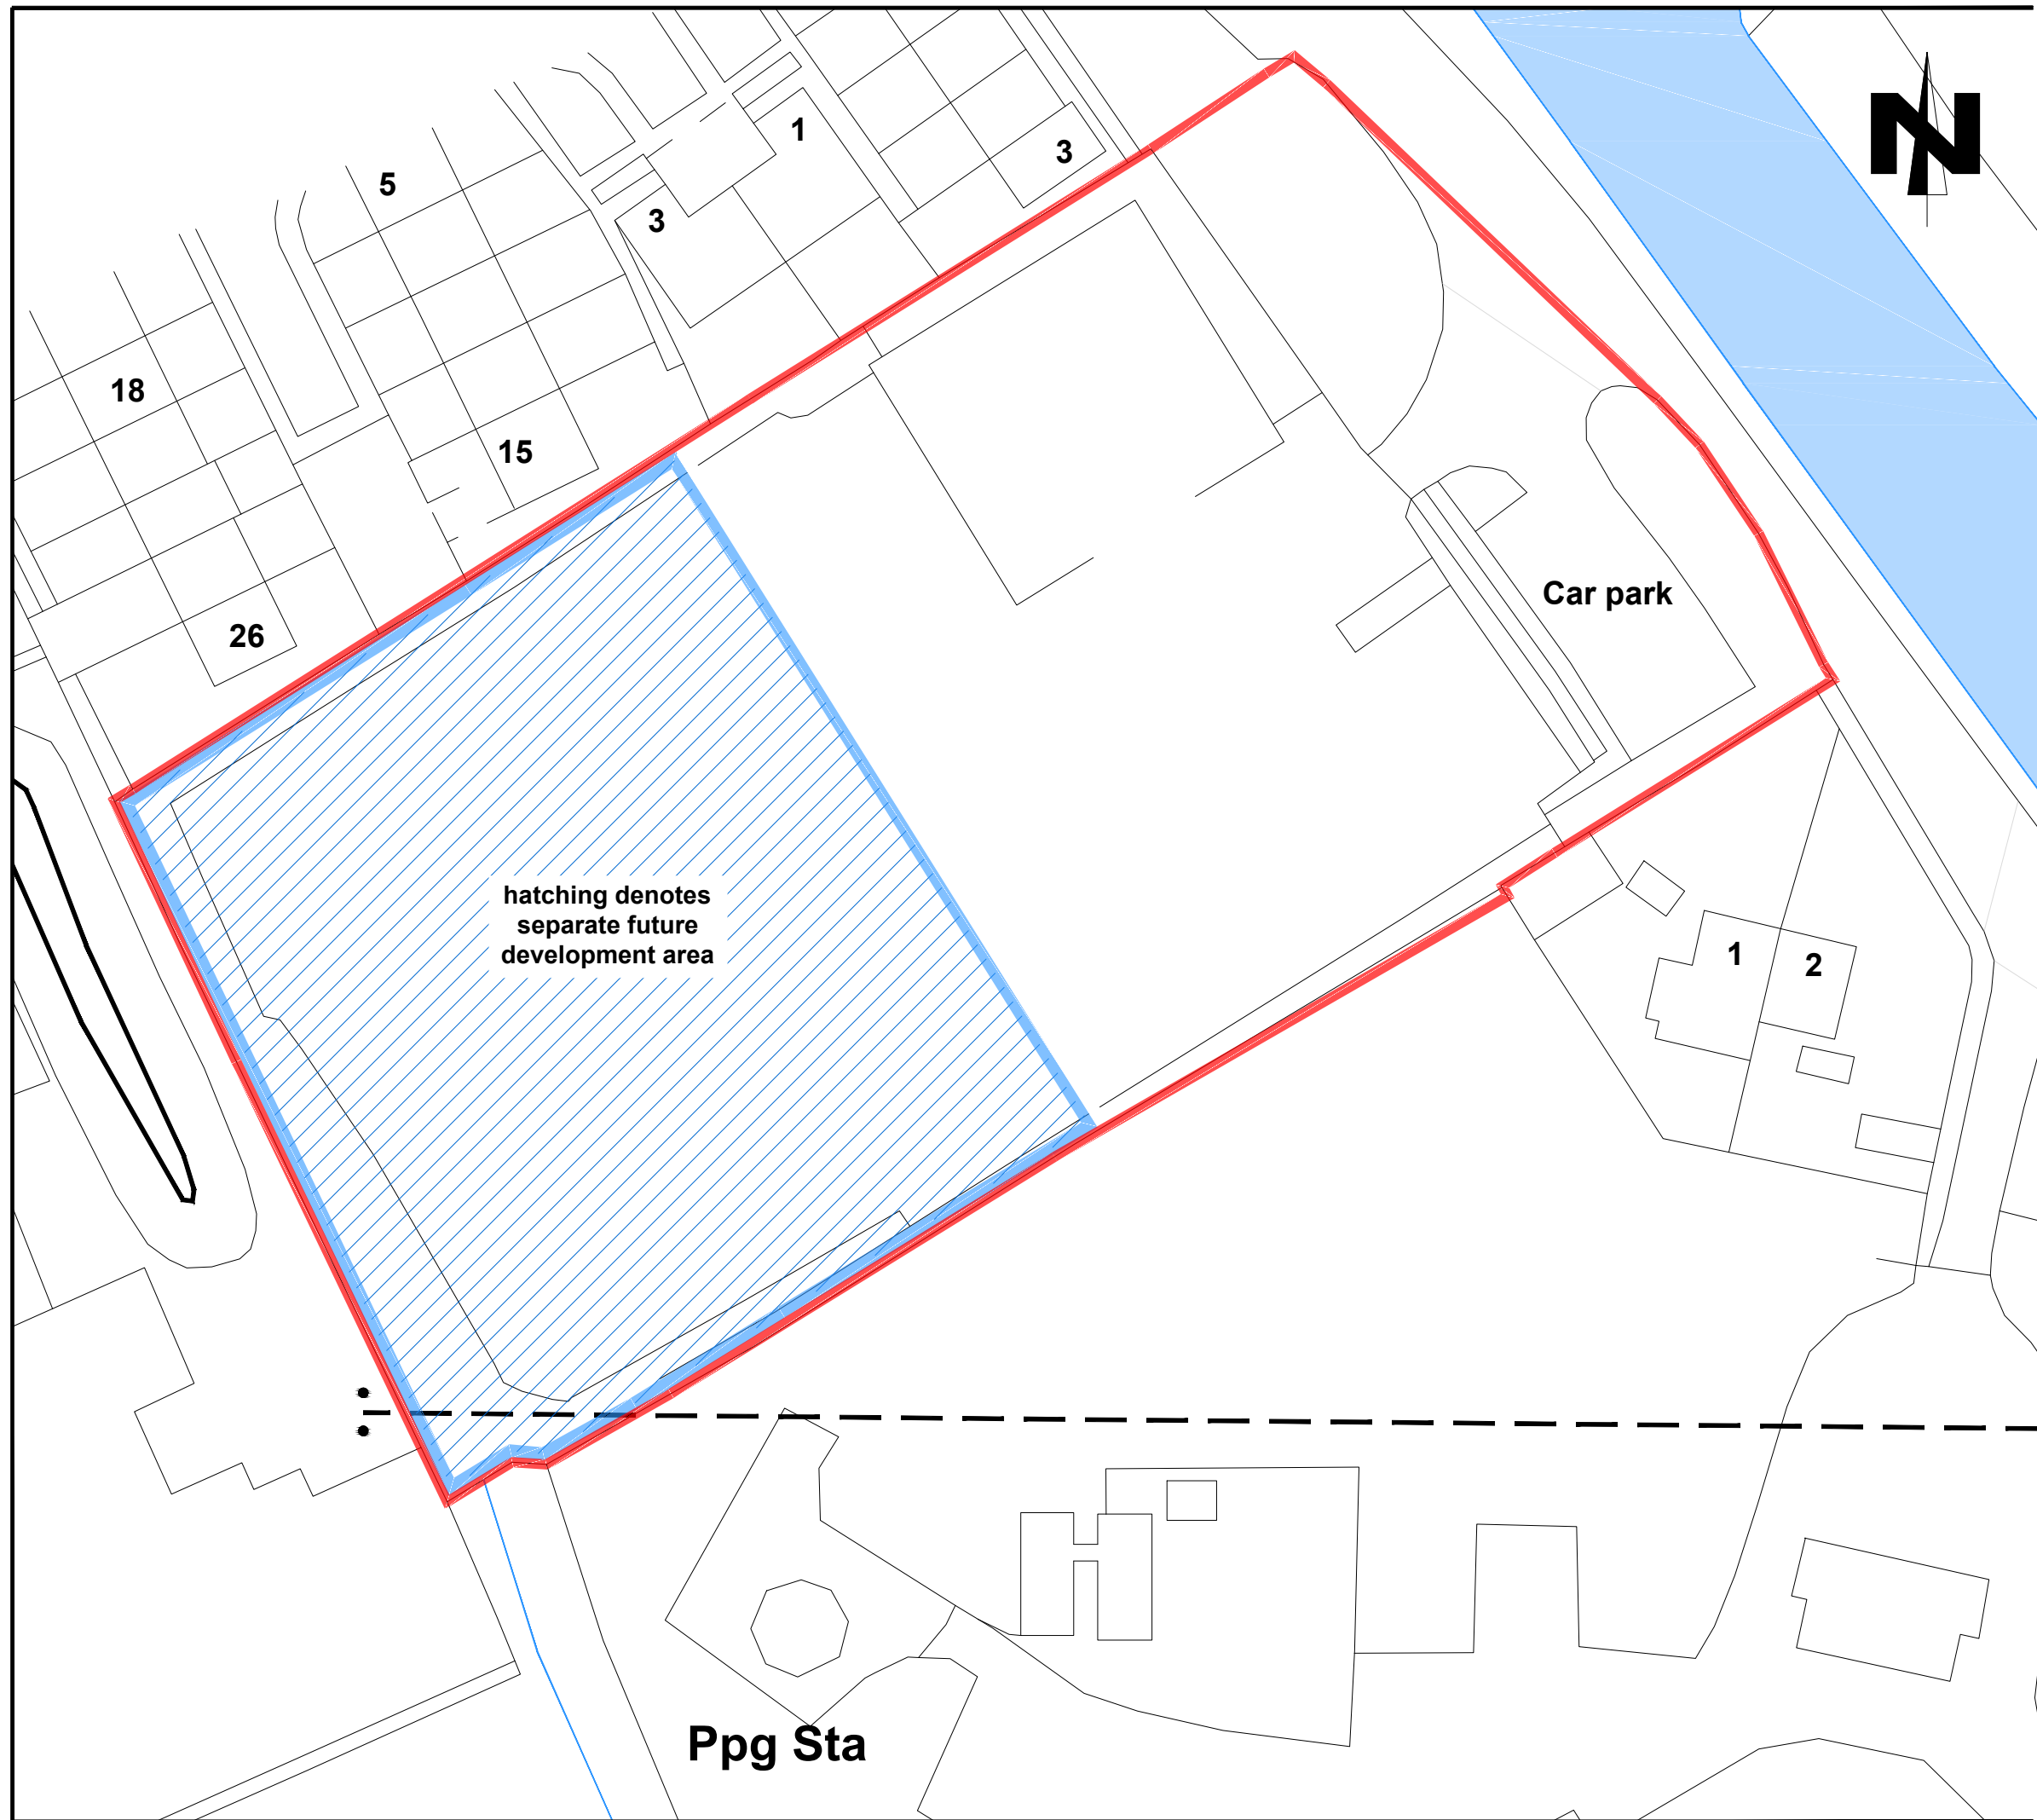 N
1
3
5
3
18
15
Car park
26
hatching denotes
separate future
development area
1
2
Ppg Sta